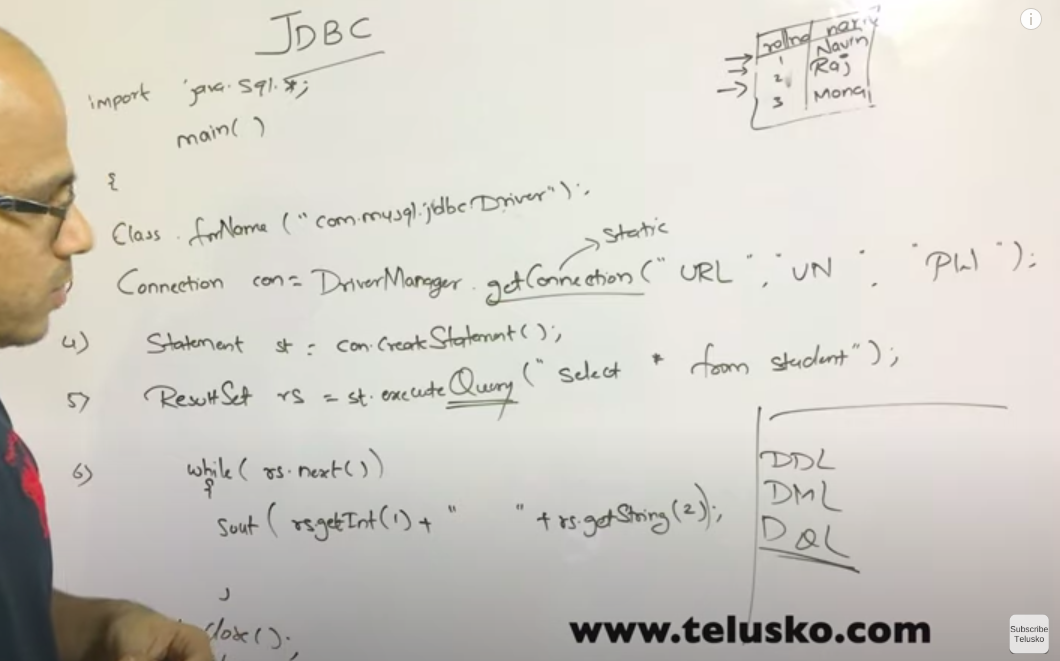 JDBC
import java.sql.*;
main( )
{
Class.forName("com.mysql.jdbc.Driver");
Static
Connection con = DriverManager.getConnection("URL", "UN", "PW");
4) Statement st = con.createStatement();
5) ResultSet rs = st.executeQuery("select * from student");
6) while( rs.next())
{
Sout( rs.getInt(1)+ " " + rs.getString(2));
}
close();
rollno
1 Navin
2 Raj
3
DDL
DML
DQL
www.telusko.com
i
Subscribe
Telusko